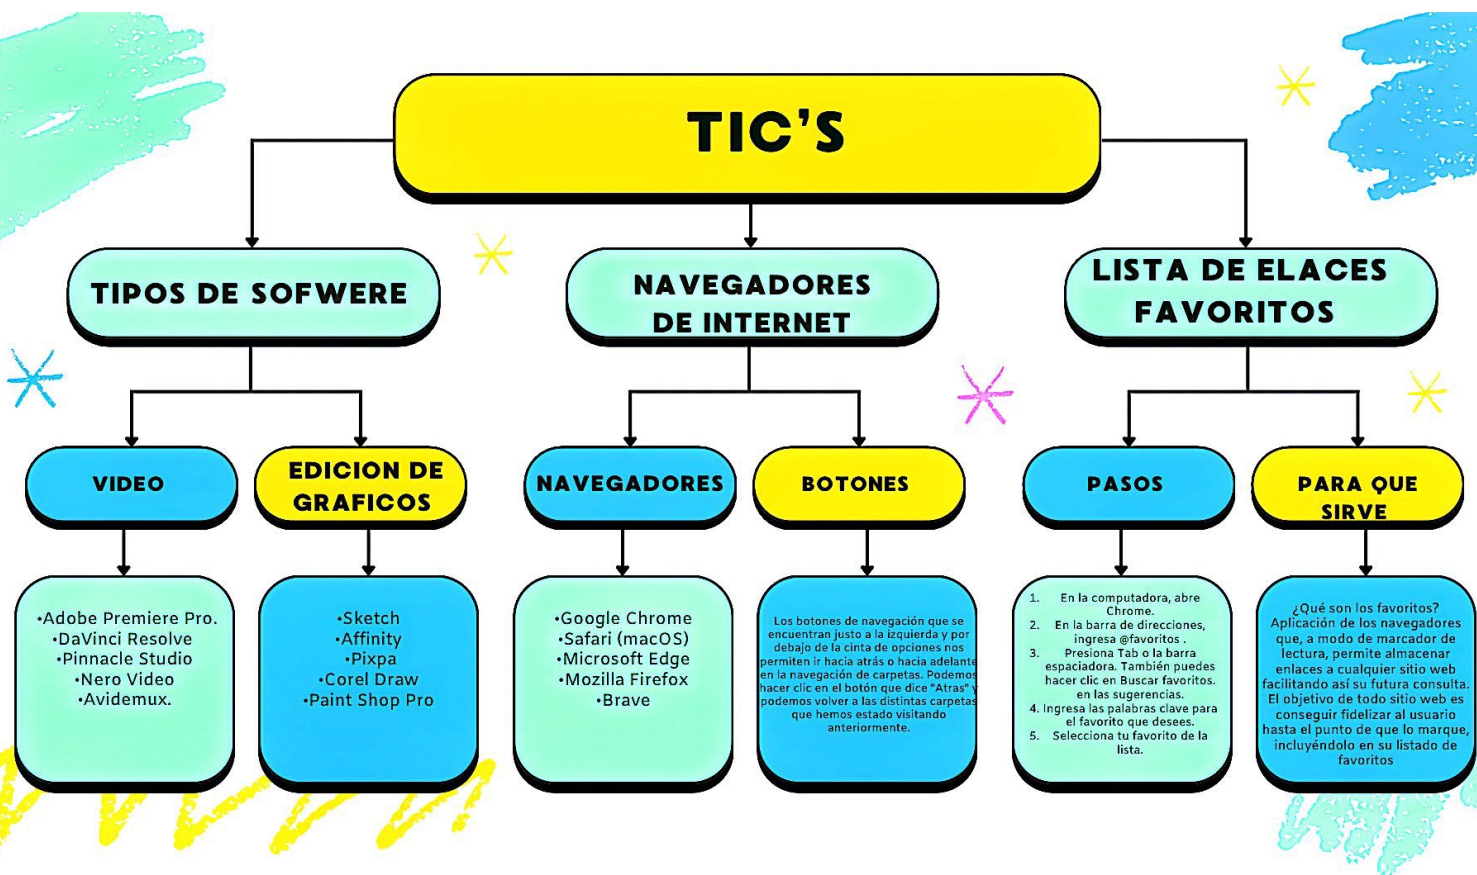 TIC'S
TIPOS DE SOFWERE
NAVEGADORES
DE INTERNET
LISTA DE ELACES
FAVORITOS
VIDEO
EDICION DE
GRAFICOS
NAVEGADORES
BOTONES
PASOS
PARA QUE
SIRVE
•Adobe Premiere Pro.
•DaVinci Resolve
•Pinnacle Studio
•Nero Video
•Avidemux.
•Sketch
•Affinity
•Pixpa
•Corel Draw
•Paint Shop Pro
•Google Chrome
•Safari (macOS)
•Microsoft Edge
•Mozilla Firefox
•Brave
Los botones de navegación que se
encuentran justo a la izquierda y por
debajo de la cinta de opciones nos
permiten ir hacia atrás o hacia adelante
en la navegación de carpetas. Podemos
hacer clic en el botón que dice "Atras" y
podemos volver a las distintas carpetas
que hemos estado visitando
anteriormente.
1. En la computadora, abre
Chrome.
2. En la barra de direcciones,
ingresa @favoritos .
3. Presiona Tab o la barra
espaciadora. También puedes
hacer clic en Buscar favoritos.
en las sugerencias.
4. Ingresa las palabras clave para
el favorito que desees.
5. Selecciona tu favorito de la
lista.
¿Qué son los favoritos?
Aplicación de los navegadores
que, a modo de marcador de
lectura, permite almacenar
enlaces a cualquier sitio web
facilitando así su futura consulta.
El objetivo de todo sitio web es
conseguir fidelizar al usuario
hasta el punto de que lo marque,
incluyéndolo en su listado de
favoritos